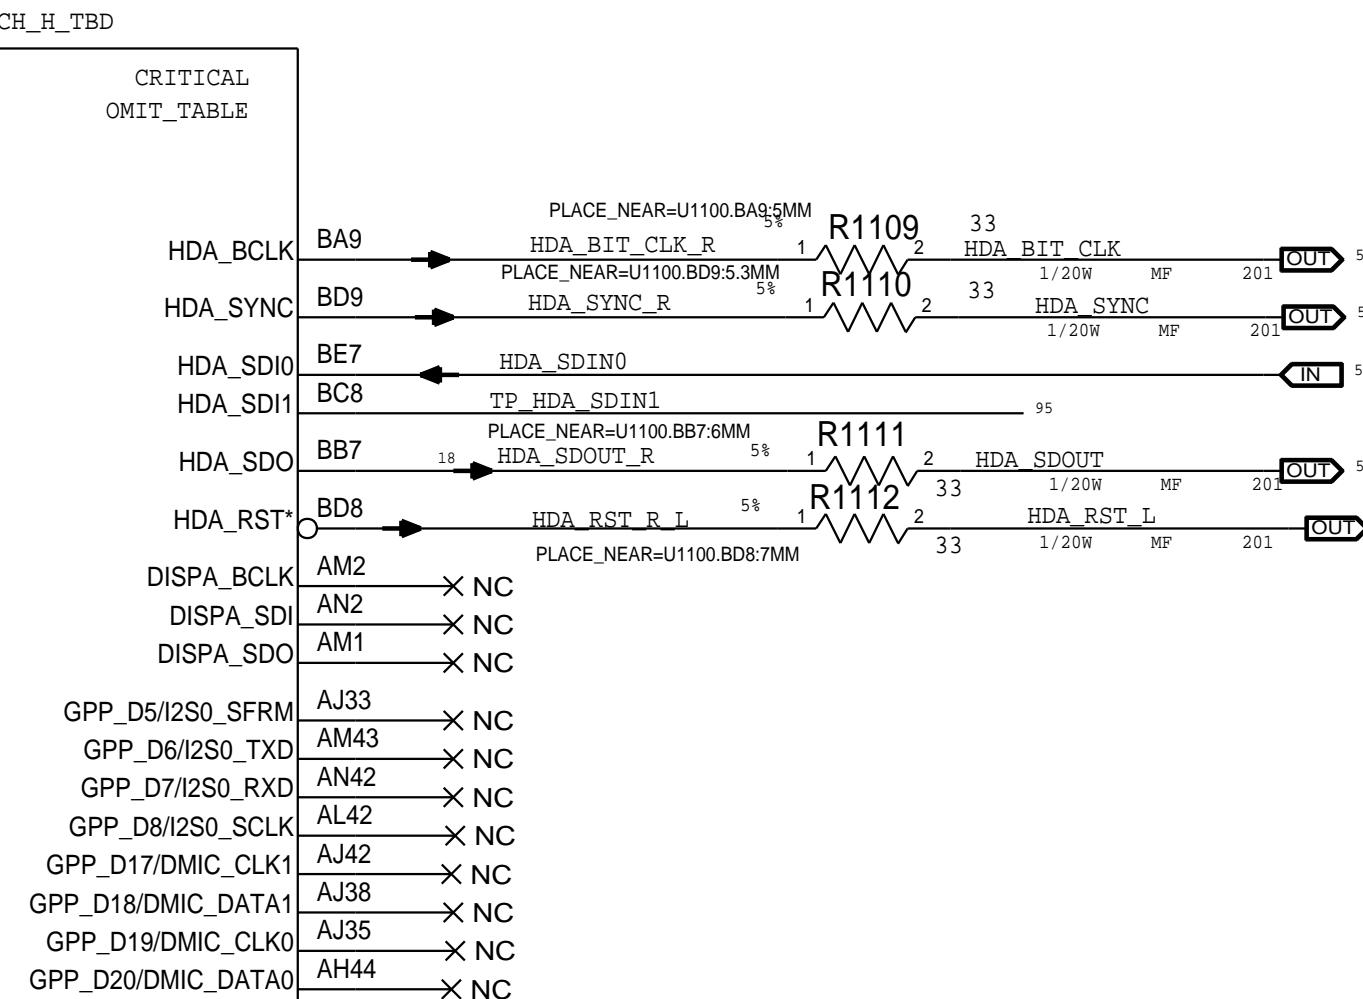 CH_H_TBD
CRITICAL
OMIT_TABLE
PLACE_NEAR=U1100.BA9:5MM
5%
R1109
33
HDA_BCLK BA9 HDA_BIT_CLK_R 1 2 HDA_BIT_CLK OUT 5
PLACE_NEAR=U1100.BD9:5.3MM
1/20W MF 201
5%
R1110
33
HDA_SYNC BD9 HDA_SYNC_R 1 2 HDA_SYNC OUT 5
1/20W MF 201
HDA_SDI0 BE7 HDA_SDIN0 IN 5
HDA_SDI1 BC8 TP_HDA_SDIN1 95
PLACE_NEAR=U1100.BB7:6MM
5%
R1111
HDA_SDO BB7 18 HDA_SDOUT_R 1 2 HDA_SDOUT OUT 5
33 1/20W MF 201
5%
R1112
HDA_RST* BD8 HDA_RST_R_L 1 2 HDA_RST_L OUT
33 1/20W MF 201
PLACE_NEAR=U1100.BD8:7MM
DISPA_BCLK AM2 NC
DISPA_SDI AN2 NC
DISPA_SDO AM1 NC
GPP_D5/I2S0_SFRM AJ33 NC
GPP_D6/I2S0_TXD AM43 NC
GPP_D7/I2S0_RXD AN42 NC
GPP_D8/I2S0_SCLK AL42 NC
GPP_D17/DMIC_CLK1 AJ42 NC
GPP_D18/DMIC_DATA1 AJ38 NC
GPP_D19/DMIC_CLK0 AJ35 NC
GPP_D20/DMIC_DATA0 AH44 NC